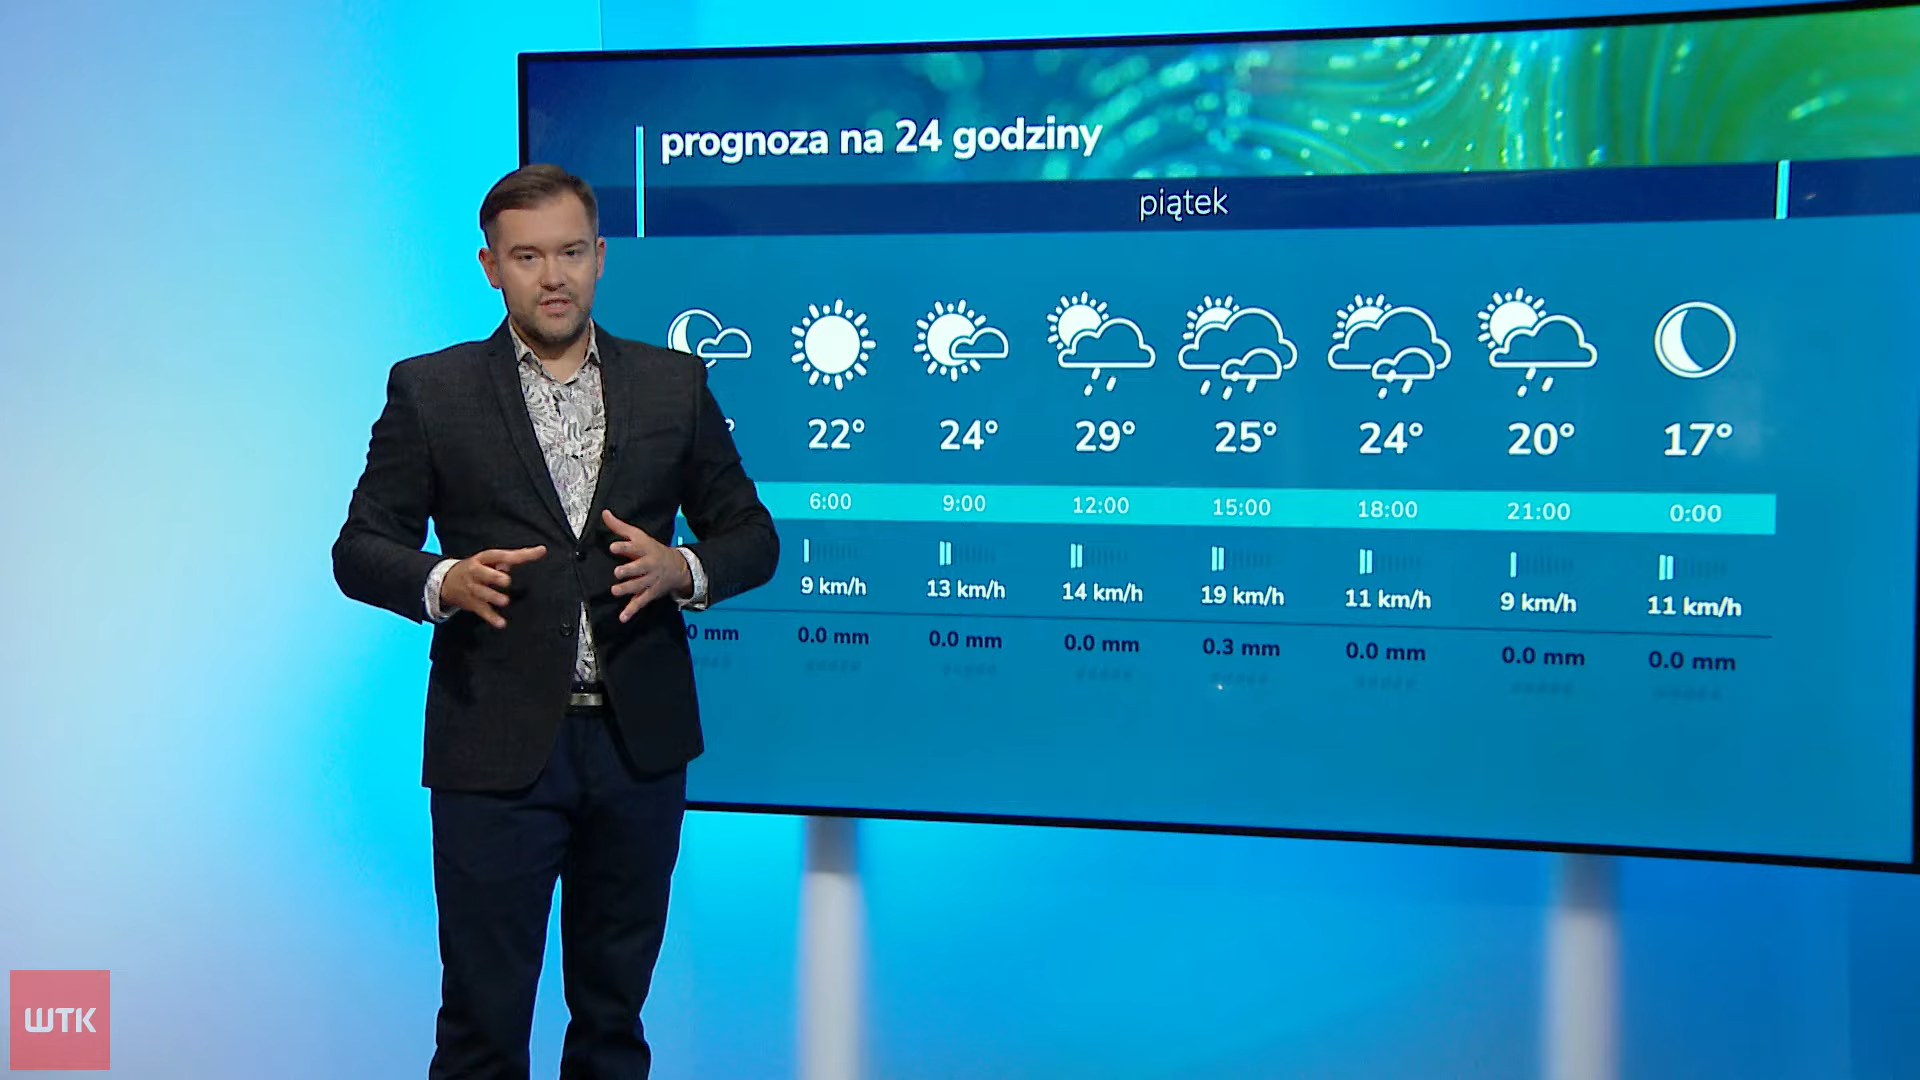 prognoza na 24 godziny
piątek
22° 24° 29° 25° 24° 20° 17°
6:00 9:00 12:00 15:00 18:00 21:00 0:00
9 km/h 13 km/h 14 km/h 19 km/h 11 km/h 9 km/h 11 km/h
0 mm 0.0 mm 0.0 mm 0.0 mm 0.3 mm 0.0 mm 0.0 mm 0.0 mm
WTK